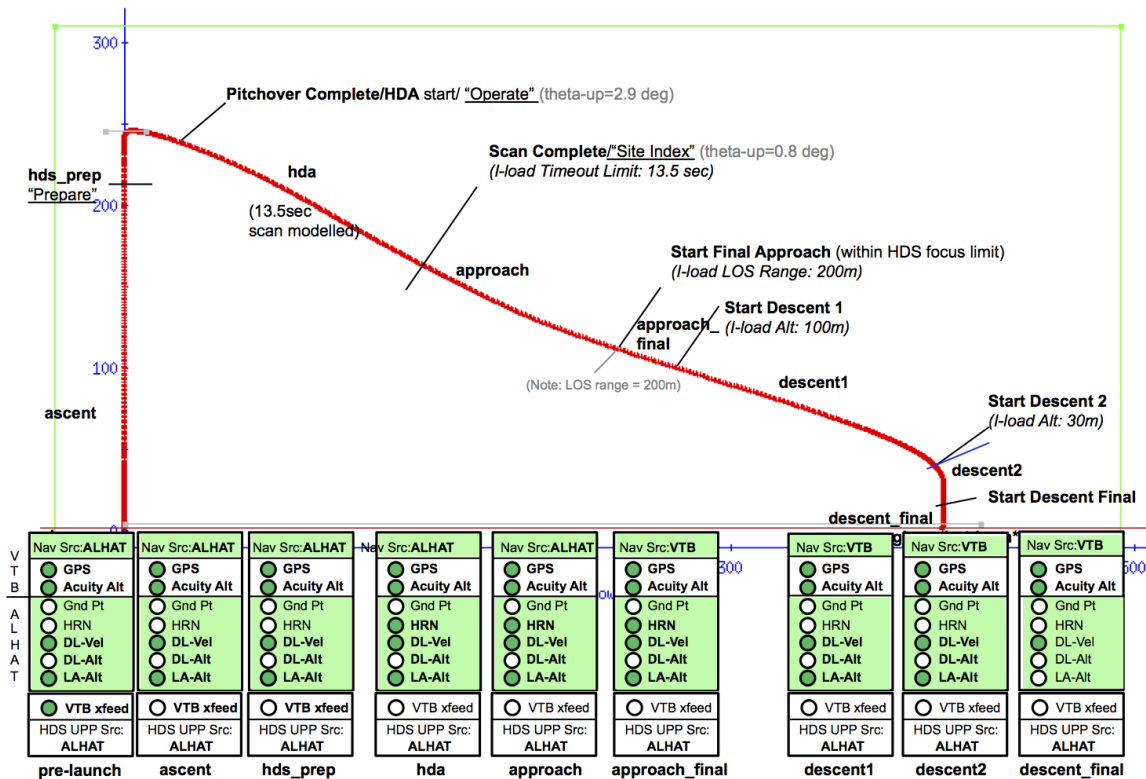 300
Pitchover Complete/HDA start/ "Operate" (theta-up=2.9 deg)
Scan Complete/"Site Index" (theta-up=0.8 deg)
(I-load Timeout Limit: 13.5 sec)
hds_prep
"Prepare"
hda
200
(13.5sec
scan modelled)
approach
Start Final Approach (within HDS focus limit)
(I-load LOS Range: 200m)
Start Descent 1
(I-load Alt: 100m)
approach_
final
100
(Note: LOS range = 200m)
descent1
ascent
Start Descent 2
(I-load Alt: 30m)
descent2
Start Descent Final
descent_final
0
300
500
V T B
A L H A T
Nav Src:ALHAT
GPS
Acuity Alt
Gnd Pt
HRN
DL-Vel
DL-Alt
LA-Alt
VTB xfeed
HDS UPP Src:
ALHAT
pre-launch
Nav Src:ALHAT
GPS
Acuity Alt
Gnd Pt
HRN
DL-Vel
DL-Alt
LA-Alt
VTB xfeed
HDS UPP Src:
ALHAT
ascent
Nav Src:ALHAT
GPS
Acuity Alt
Gnd Pt
HRN
DL-Vel
DL-Alt
LA-Alt
VTB xfeed
HDS UPP Src:
ALHAT
hds_prep
Nav Src:ALHAT
GPS
Acuity Alt
Gnd Pt
HRN
DL-Vel
DL-Alt
LA-Alt
VTB xfeed
HDS UPP Src:
ALHAT
hda
Nav Src:ALHAT
GPS
Acuity Alt
Gnd Pt
HRN
DL-Vel
DL-Alt
LA-Alt
VTB xfeed
HDS UPP Src:
ALHAT
approach
Nav Src:VTB
GPS
Acuity Alt
Gnd Pt
HRN
DL-Vel
DL-Alt
LA-Alt
VTB xfeed
HDS UPP Src:
ALHAT
approach_final
Nav Src:VTB
GPS
Acuity Alt
Gnd Pt
HRN
DL-Vel
DL-Alt
LA-Alt
VTB xfeed
HDS UPP Src:
ALHAT
descent1
Nav Src:VTB
GPS
Acuity Alt
Gnd Pt
HRN
DL-Vel
DL-Alt
LA-Alt
VTB xfeed
HDS UPP Src:
ALHAT
descent2
Nav Src:VTB
GPS
Acuity Alt
Gnd Pt
HRN
DL-Vel
DL-Alt
LA-Alt
VTB xfeed
HDS UPP Src:
ALHAT
descent_final